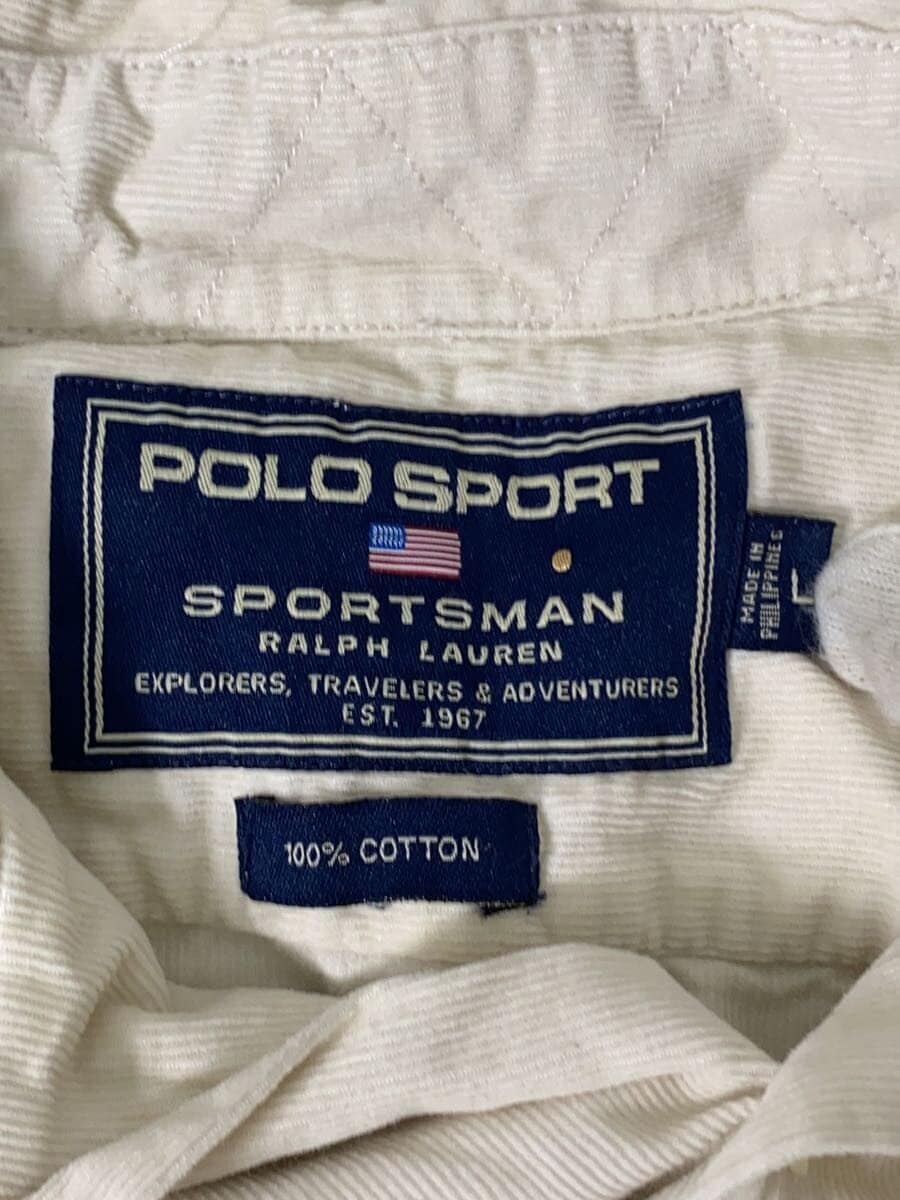 POLO SPORT
SPORTSMAN
RALPH LAUREN
EXPLORERS, TRAVELERS & ADVENTURERS
EST. 1967
MADE IN
PHILIPPINES
100% COTTON